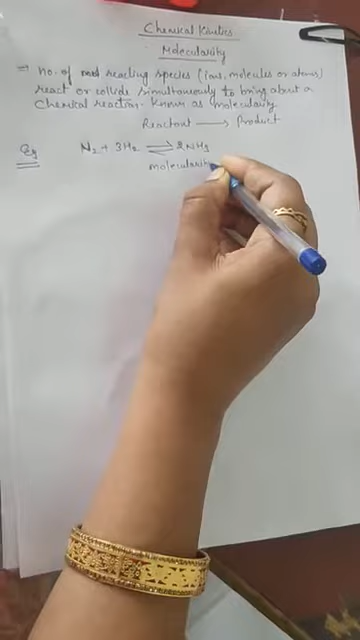 Chemical Kinetics
Molecularity
⇒ No. of reacting species (ions, molecules or atoms)
react or collide simultaneously to bring about a
chemical reaction known as molecularity.
Reactant ⟶ Product
Eg N2 + 3H2 ⇌ 2NH3
molecularity